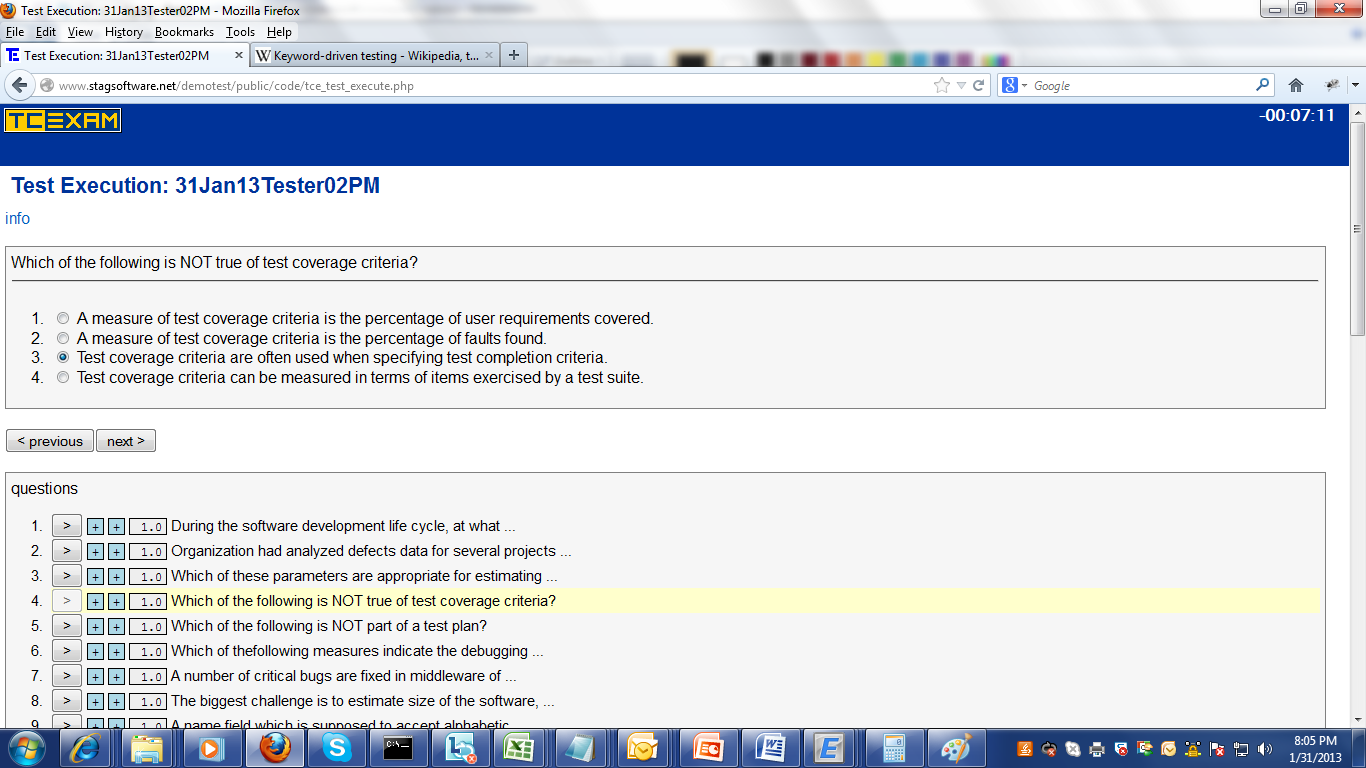 Test Execution: 31Jan13Tester02PM - Mozilla Firefox
File Edit View History Bookmarks Tools Help
Test Execution: 31Jan13Tester02PM × Keyword-driven testing - Wikipedia, t... × +
www.stagsoftware.net/demotest/public/code/tce_test_execute.php Google
TCEXAM -00:07:11
Test Execution: 31Jan13Tester02PM
info
Which of the following is NOT true of test coverage criteria?
1. A measure of test coverage criteria is the percentage of user requirements covered.
2. A measure of test coverage criteria is the percentage of faults found.
3. Test coverage criteria are often used when specifying test completion criteria.
4. Test coverage criteria can be measured in terms of items exercised by a test suite.
< previous next >
questions
1. > + + 1.0 During the software development life cycle, at what ...
2. > + + 1.0 Organization had analyzed defects data for several projects ...
3. > + + 1.0 Which of these parameters are appropriate for estimating ...
4. > + + 1.0 Which of the following is NOT true of test coverage criteria?
5. > + + 1.0 Which of the following is NOT part of a test plan?
6. > + + 1.0 Which of thefollowing measures indicate the debugging ...
7. > + + 1.0 A number of critical bugs are fixed in middleware of ...
8. > + + 1.0 The biggest challenge is to estimate size of the software, ...
9. > + + 1.0 A name field which is supposed to accept alphabetic
8:05 PM
1/31/2013